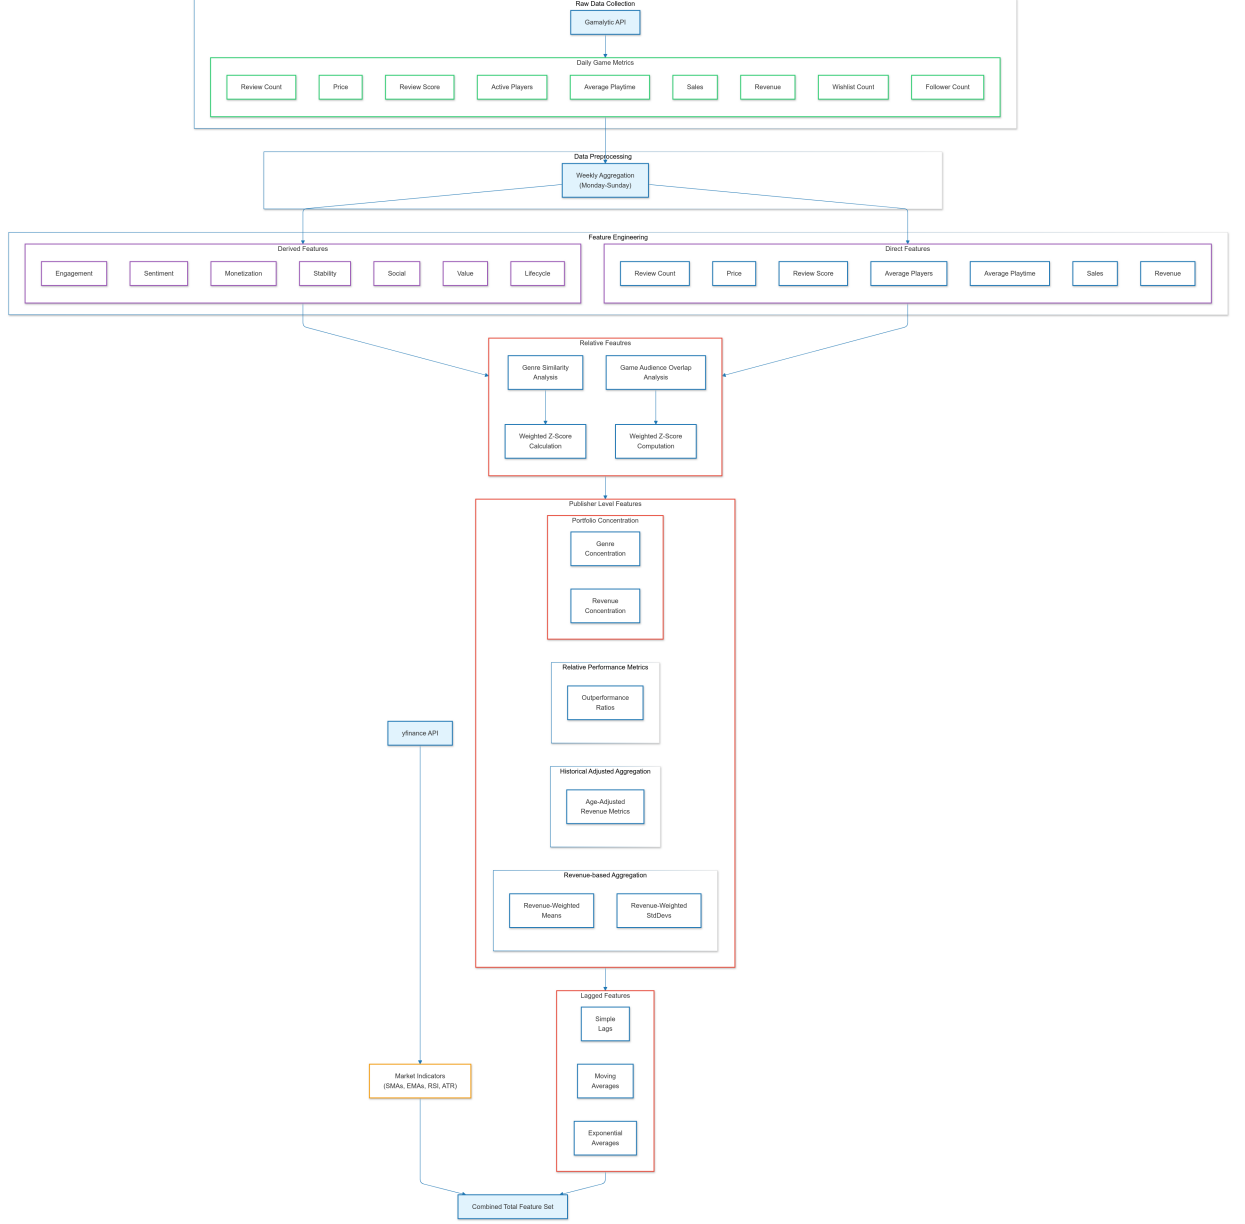 Raw Data Collection
Gamalytic API
Daily Game Metrics
Review Count
Price
Review Score
Active Players
Average Playtime
Sales
Revenue
Wishlist Count
Follower Count
Data Preprocessing
Weekly Aggregation
(Monday-Sunday)
Feature Engineering
Derived Features
Engagement
Sentiment
Monetization
Stability
Social
Value
Lifecycle
Direct Features
Review Count
Price
Review Score
Average Players
Average Playtime
Sales
Revenue
Relative Feautres
Genre Similarity
Analysis
Game Audience Overlap
Analysis
Weighted Z-Score
Calculation
Weighted Z-Score
Computation
Publisher Level Features
Portfolio Concentration
Genre
Concentration
Revenue
Concentration
Relative Performance Metrics
Outperformance
Ratios
yfinance API
Historical Adjusted Aggregation
Age-Adjusted
Revenue Metrics
Revenue-based Aggregation
Revenue-Weighted
Means
Revenue-Weighted
StdDevs
Lagged Features
Simple
Lags
Market Indicators
(SMAs, EMAs, RSI, ATR)
Moving
Averages
Exponential
Averages
Combined Total Feature Set